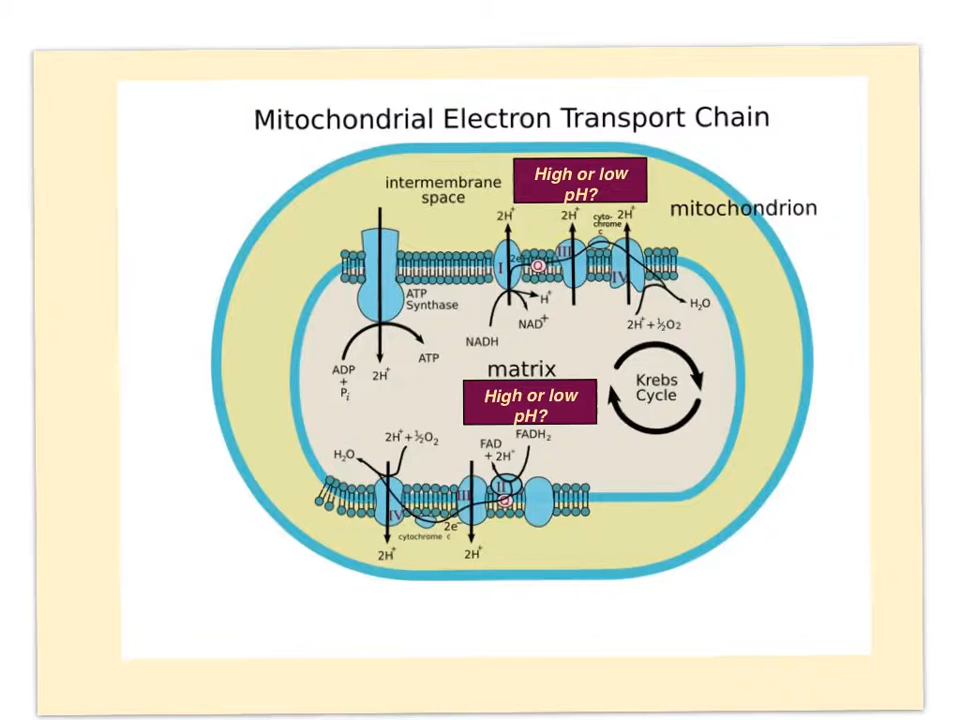 Mitochondrial Electron Transport Chain
intermembrane
space
High or low
pH?
mitochondrion
2H⁺
2H⁺
cyto-
chrome
c
2H⁺
I
2e⁻
Q
III
IV
ATP
Synthase
H⁺
NAD⁺
NADH
H₂O
2H⁺+½O₂
ADP
+
Pᵢ
2H⁺
ATP
matrix
High or low
pH?
Krebs
Cycle
2H⁺+½O₂
H₂O
FAD
+ 2H⁺
FADH₂
IV
III
II
Q
2e⁻
cytochrome c
2H⁺
2H⁺